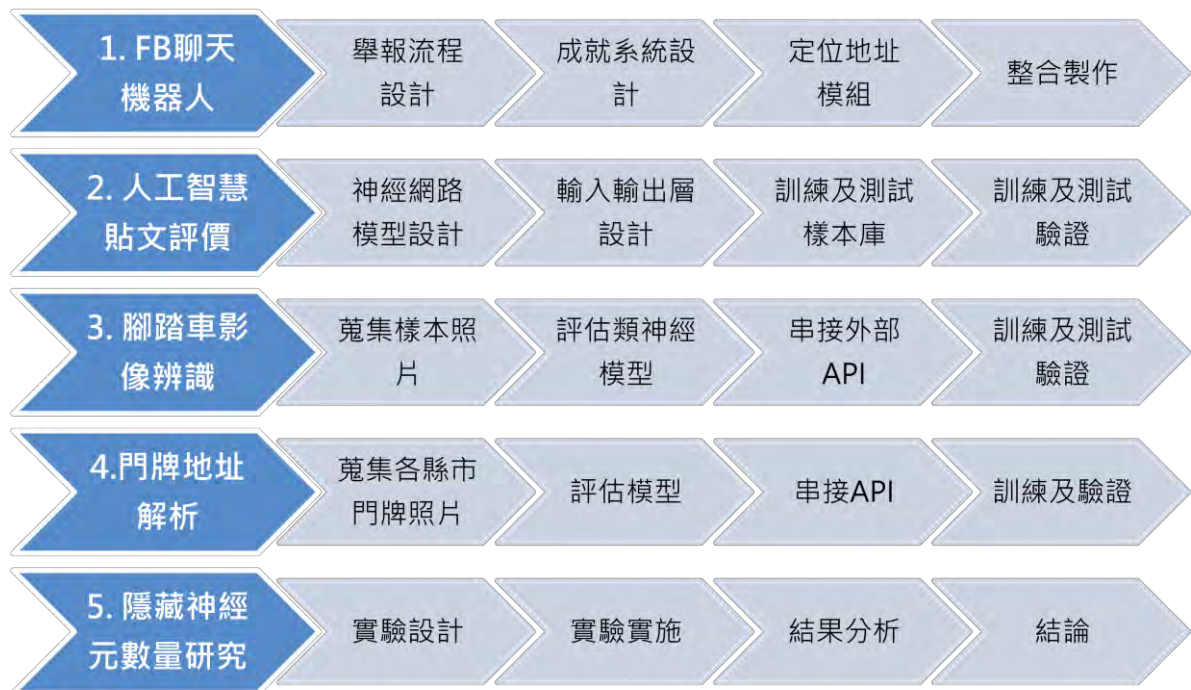 1. FB聊天
機器人
舉報流程
設計
成就系統設
計
定位地址
模組
整合製作
2. 人工智慧
貼文評價
神經網路
模型設計
輸入輸出層
設計
訓練及測試
樣本庫
訓練及測試
驗證
3. 腳踏車影
像辨識
蒐集樣本照
片
評估類神經
模型
串接外部
API
訓練及測試
驗證
4.門牌地址
解析
蒐集各縣市
門牌照片
評估模型
串接API
訓練及驗證
5. 隱藏神經
元數量研究
實驗設計
實驗實施
結果分析
結論